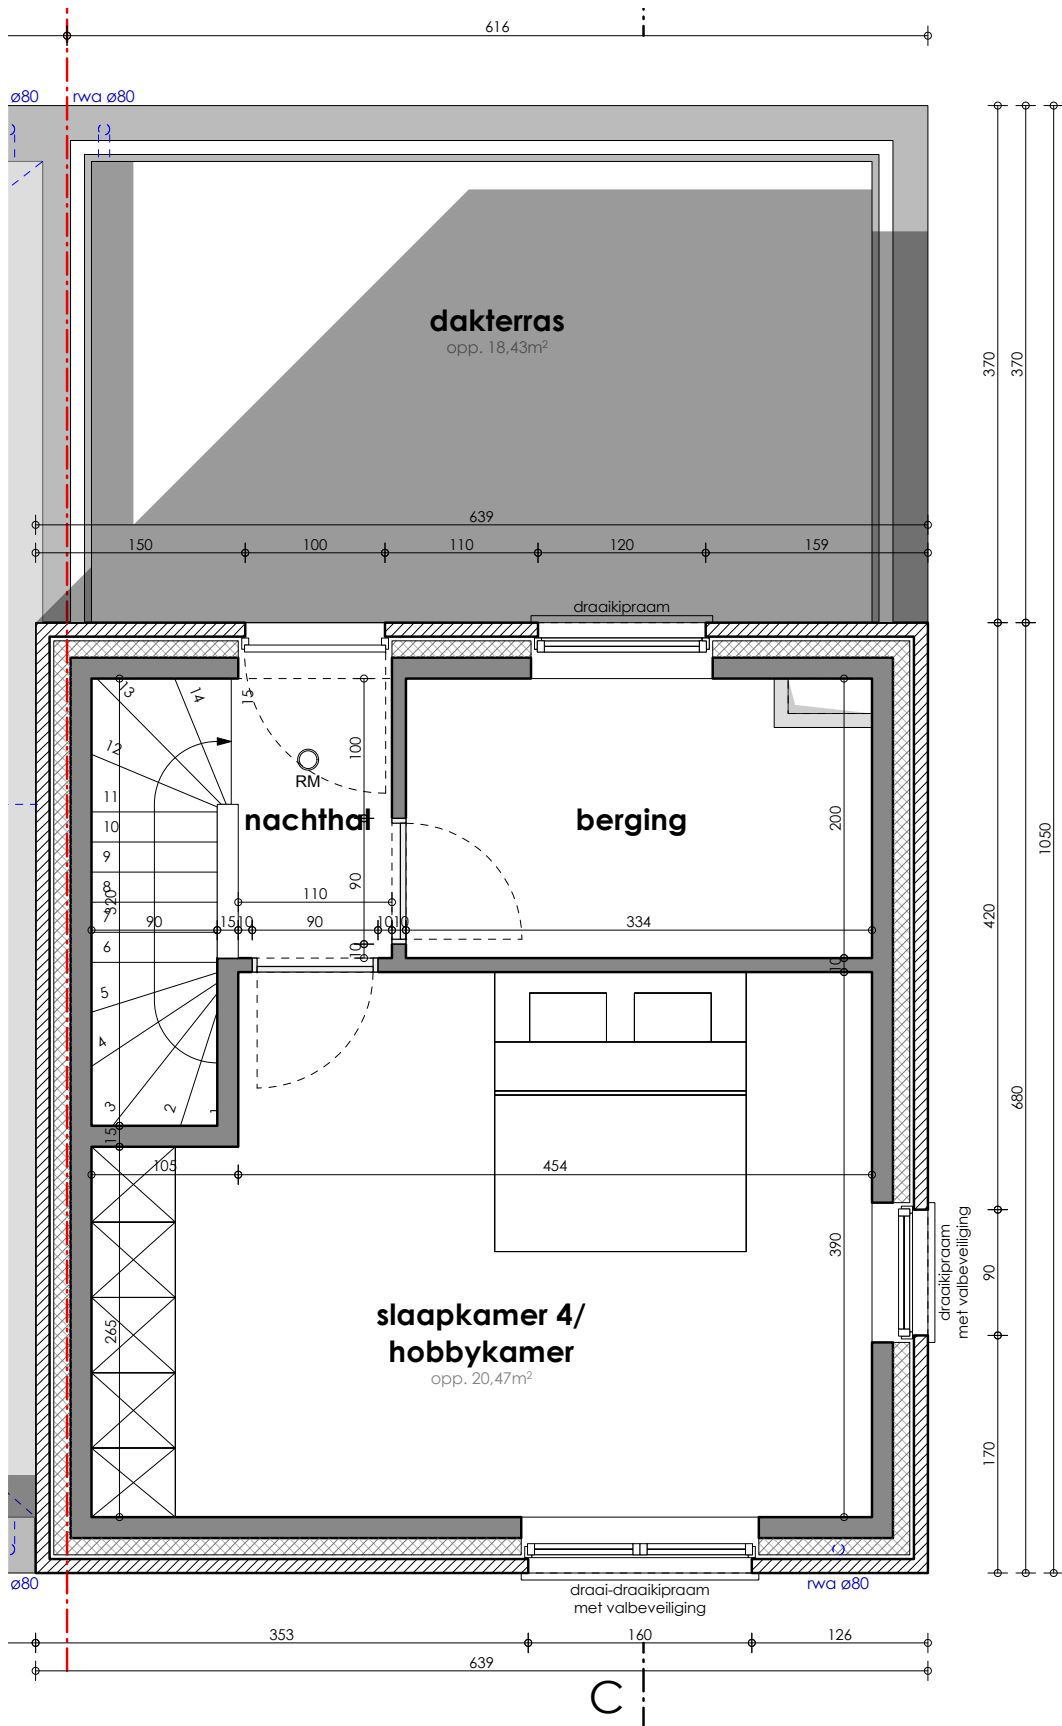 616
ø80
rwa ø80
dakterras
opp. 18,43m²
370
370
639
150
100
110
120
159
draaikipraam
13
14
15
12
100
RM
11
nachthal
berging
10
200
1050
9
90
8
320
110
420
7
90
15
10
90
10
10
334
6
10
10
5
4
3
2
1
680
15
105
454
390
90
draaikipraam
met valbeveiliging
slaapkamer 4/
hobbykamer
opp. 20,47m²
265
170
ø80
draai-draaikipraam
met valbeveiliging
rwa ø80
353
160
126
639
C